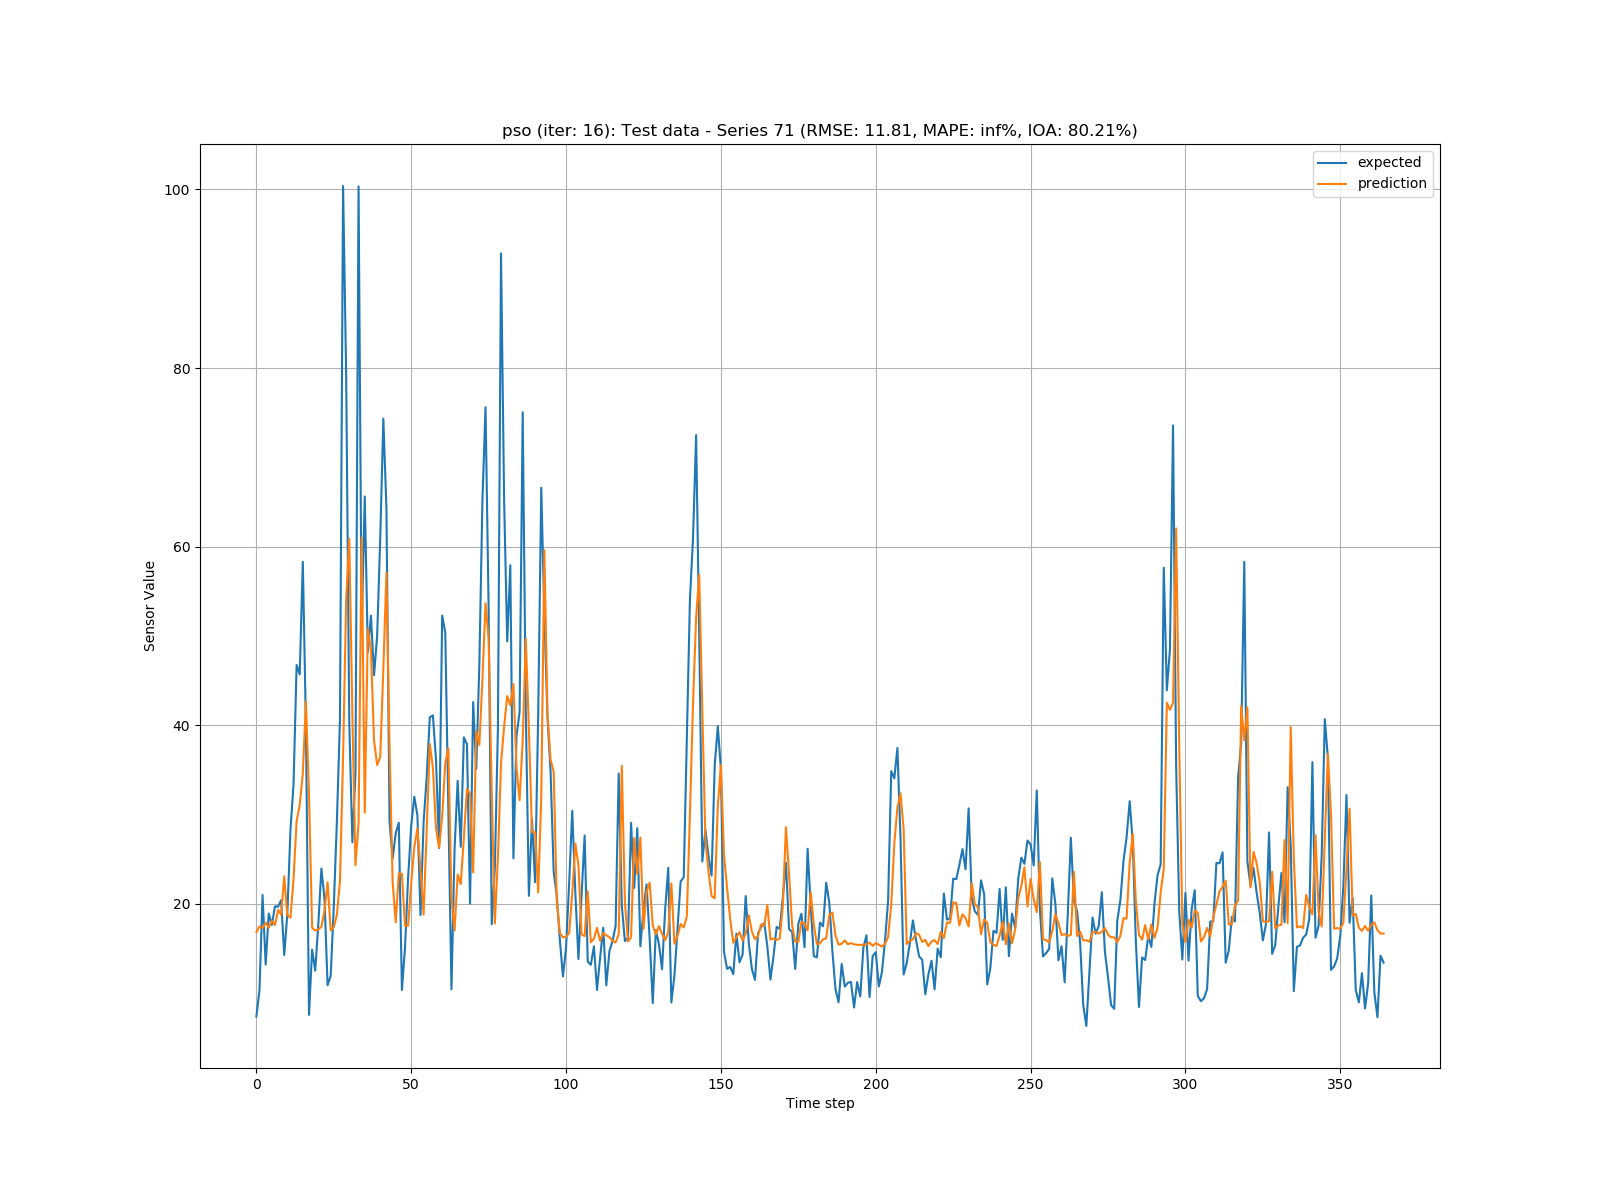 pso (iter: 16): Test data - Series 71 (RMSE: 11.81, MAPE: inf%, IOA: 80.21%)
expected
prediction
100
80
60
40
20
Sensor Value
0 50 100 150 200 250 300 350
Time step